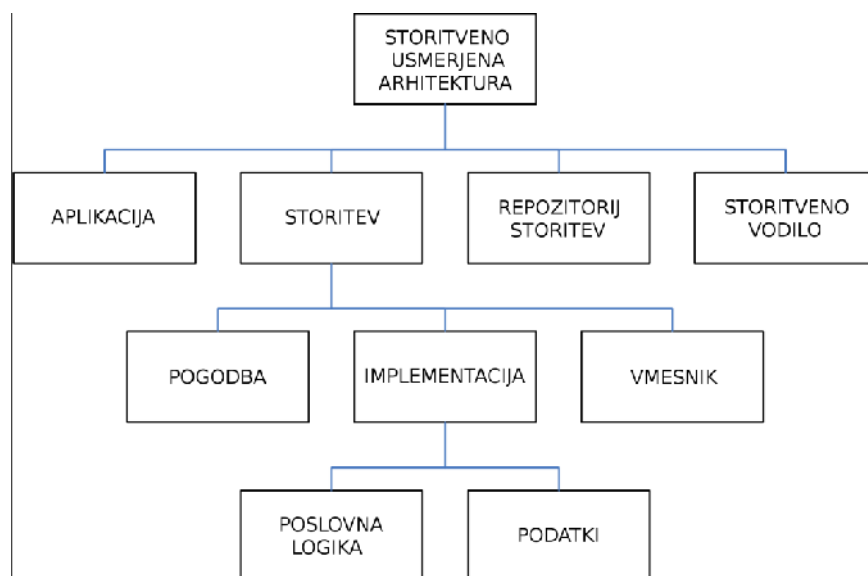 STORITVENO
USMERJENA
ARHITEKTURA
APLIKACIJA
STORITEV
REPOZITORIJ
STORITEV
STORITVENO
VODILO
POGODBA
IMPLEMENTACIJA
VMESNIK
POSLOVNA
LOGIKA
PODATKI